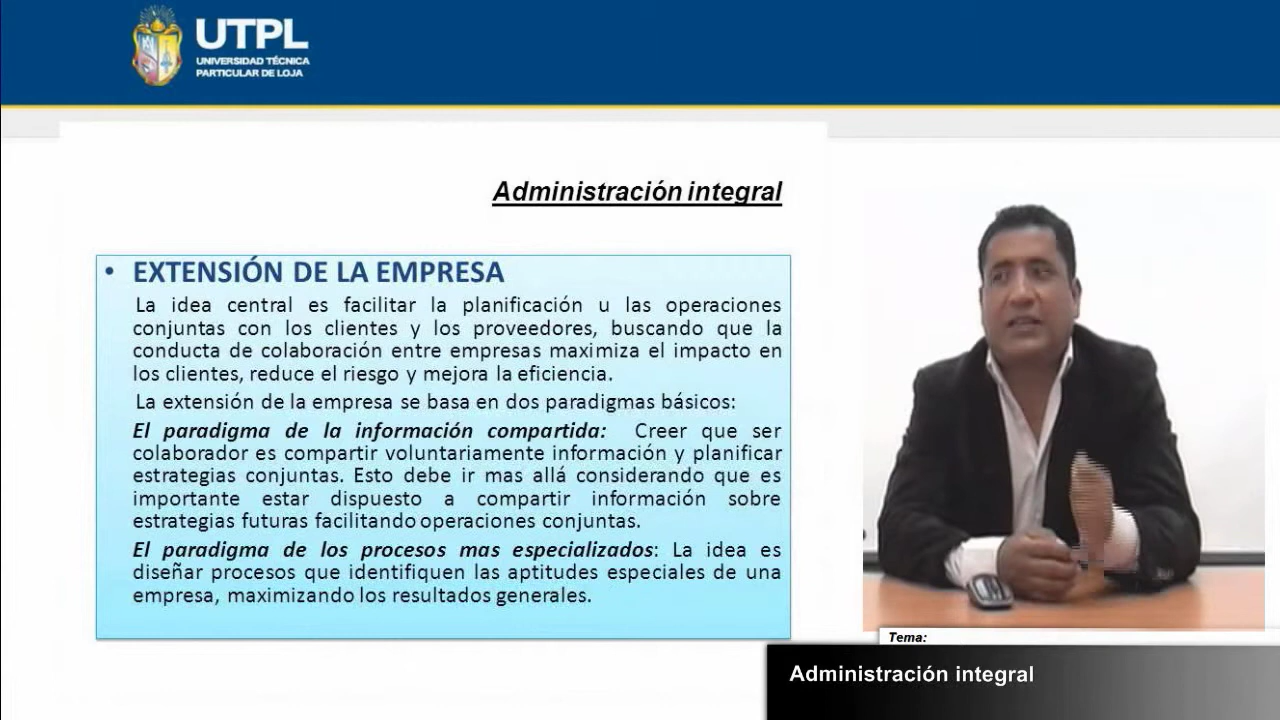 UTPL
UNIVERSIDAD TÉCNICA
PARTICULAR DE LOJA
Administración integral
• EXTENSIÓN DE LA EMPRESA
La idea central es facilitar la planificación u las operaciones
conjuntas con los clientes y los proveedores, buscando que la
conducta de colaboración entre empresas maximiza el impacto en
los clientes, reduce el riesgo y mejora la eficiencia.
La extensión de la empresa se basa en dos paradigmas básicos:
El paradigma de la información compartida: Creer que ser
colaborador es compartir voluntariamente información y planificar
estrategias conjuntas. Esto debe ir mas allá considerando que es
importante estar dispuesto a compartir información sobre
estrategias futuras facilitando operaciones conjuntas.
El paradigma de los procesos mas especializados: La idea es
diseñar procesos que identifiquen las aptitudes especiales de una
empresa, maximizando los resultados generales.
Tema:
Administración integral